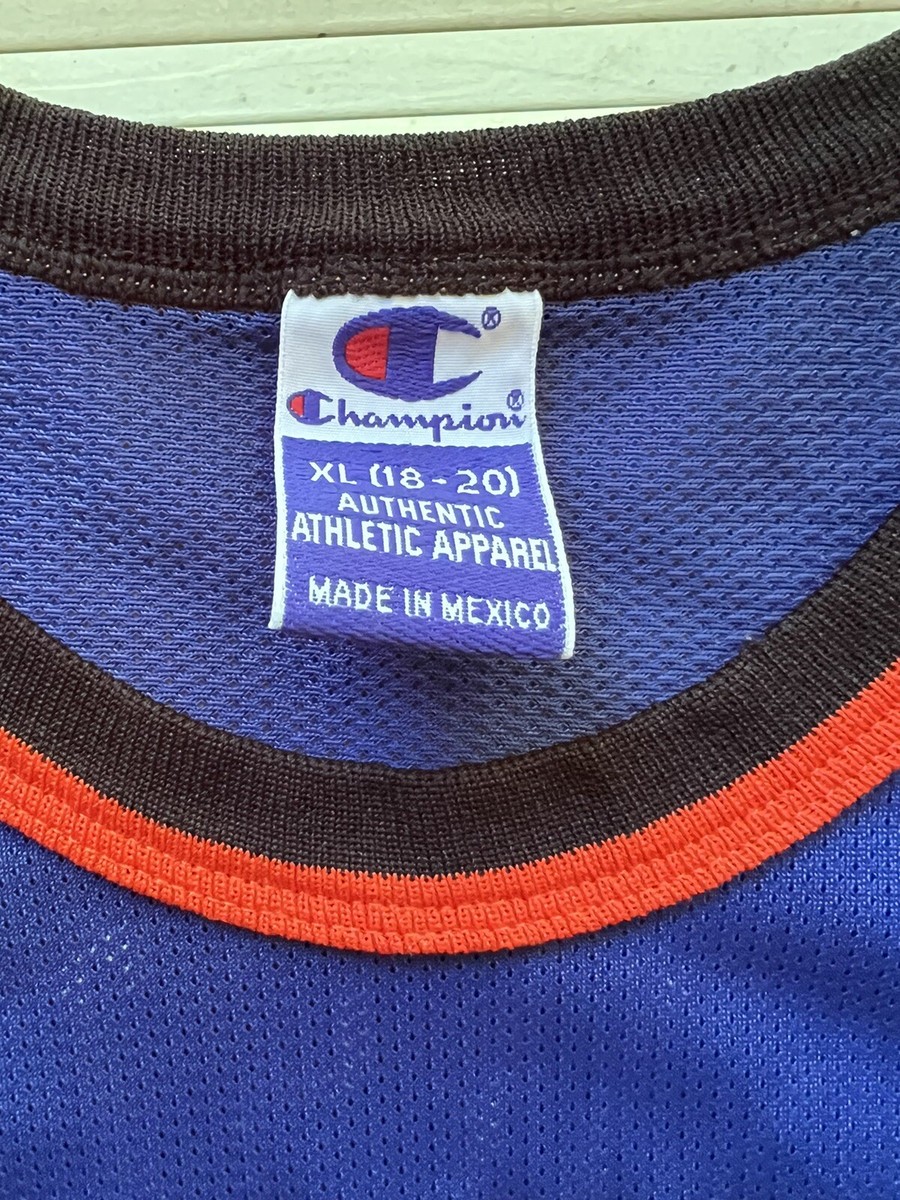 Champion
XL (18-20)
AUTHENTIC
ATHLETIC APPAREL
MADE IN MEXICO